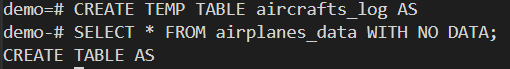 demo=# CREATE TEMP TABLE aircrafts_log AS
demo-# SELECT * FROM airplanes_data WITH NO DATA;
CREATE TABLE AS